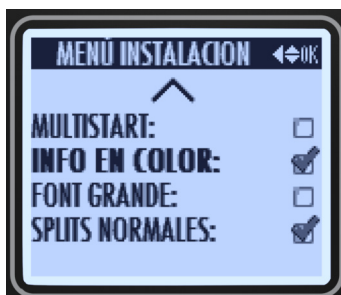 MENÚ INSTALACION OK
MULTISTART:
INFO EN COLOR:
FONT GRANDE:
SPLITS NORMALES: